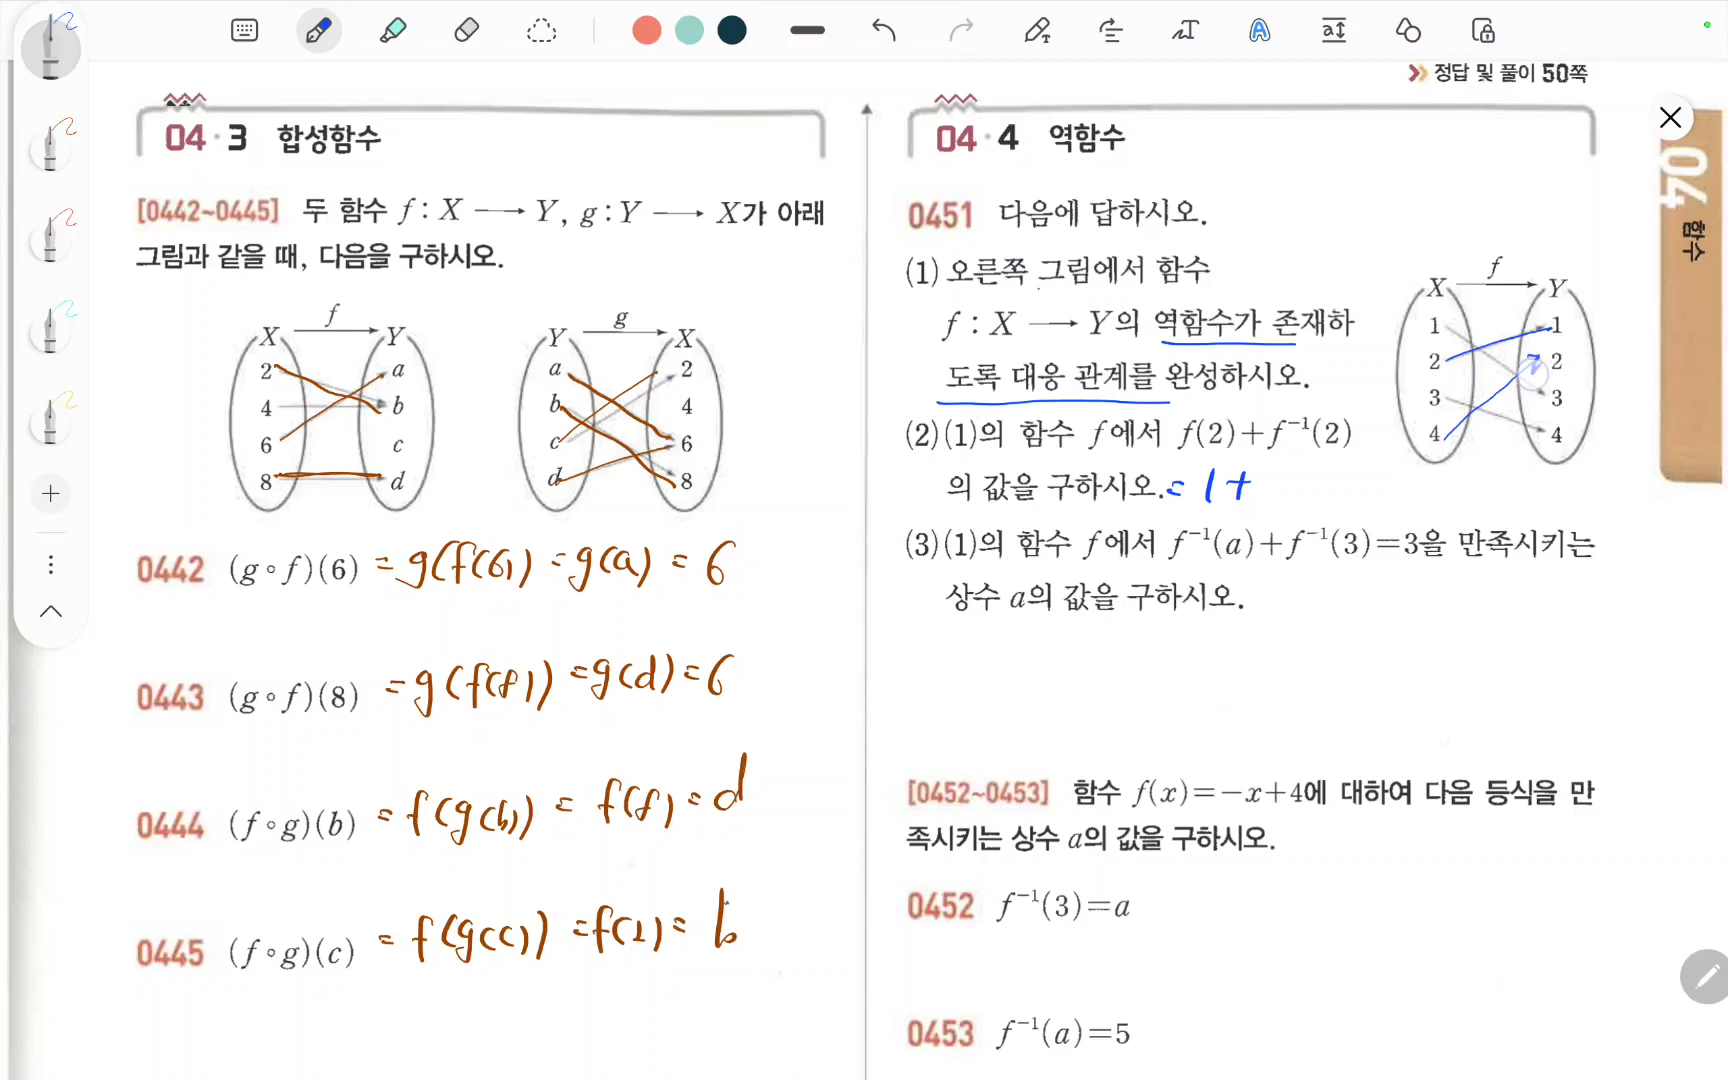 정답 및 풀이 50쪽
04·3 합성함수
[0442~0445] 두 함수 f : X ⟶ Y, g : Y ⟶ X가 아래
그림과 같을 때, 다음을 구하시오.
X f Y
2 a
4 b
6 c
8 d
Y g X
a 2
b 4
c 6
d 8
0442 (g∘f)(6) = g(f(6) = g(a) = 6
0443 (g∘f)(8) = g(f(8)) = g(d) = 6
0444 (f∘g)(b) = f(g(b)) = f(8) = d
0445 (f∘g)(c) = f(g(c)) = f(2) = b
04·4 역함수
0451 다음에 답하시오.
(1) 오른쪽 그림에서 함수
f : X ⟶ Y의 역함수가 존재하
도록 대응 관계를 완성하시오.
X f Y
1 1
2 2
3 3
4 4
(2) (1)의 함수 f에서 f⁻¹(2)+f⁻¹(2)
의 값을 구하시오. = 1 +
(3) (1)의 함수 f에서 f⁻¹(a)+f⁻¹(3)=3을 만족시키는
상수 a의 값을 구하시오.
[0452~0453] 함수 f(x)=-x+4에 대하여 다음 등식을 만
족시키는 상수 a의 값을 구하시오.
0452 f⁻¹(3)=a
0453 f⁻¹(a)=5
04
함수